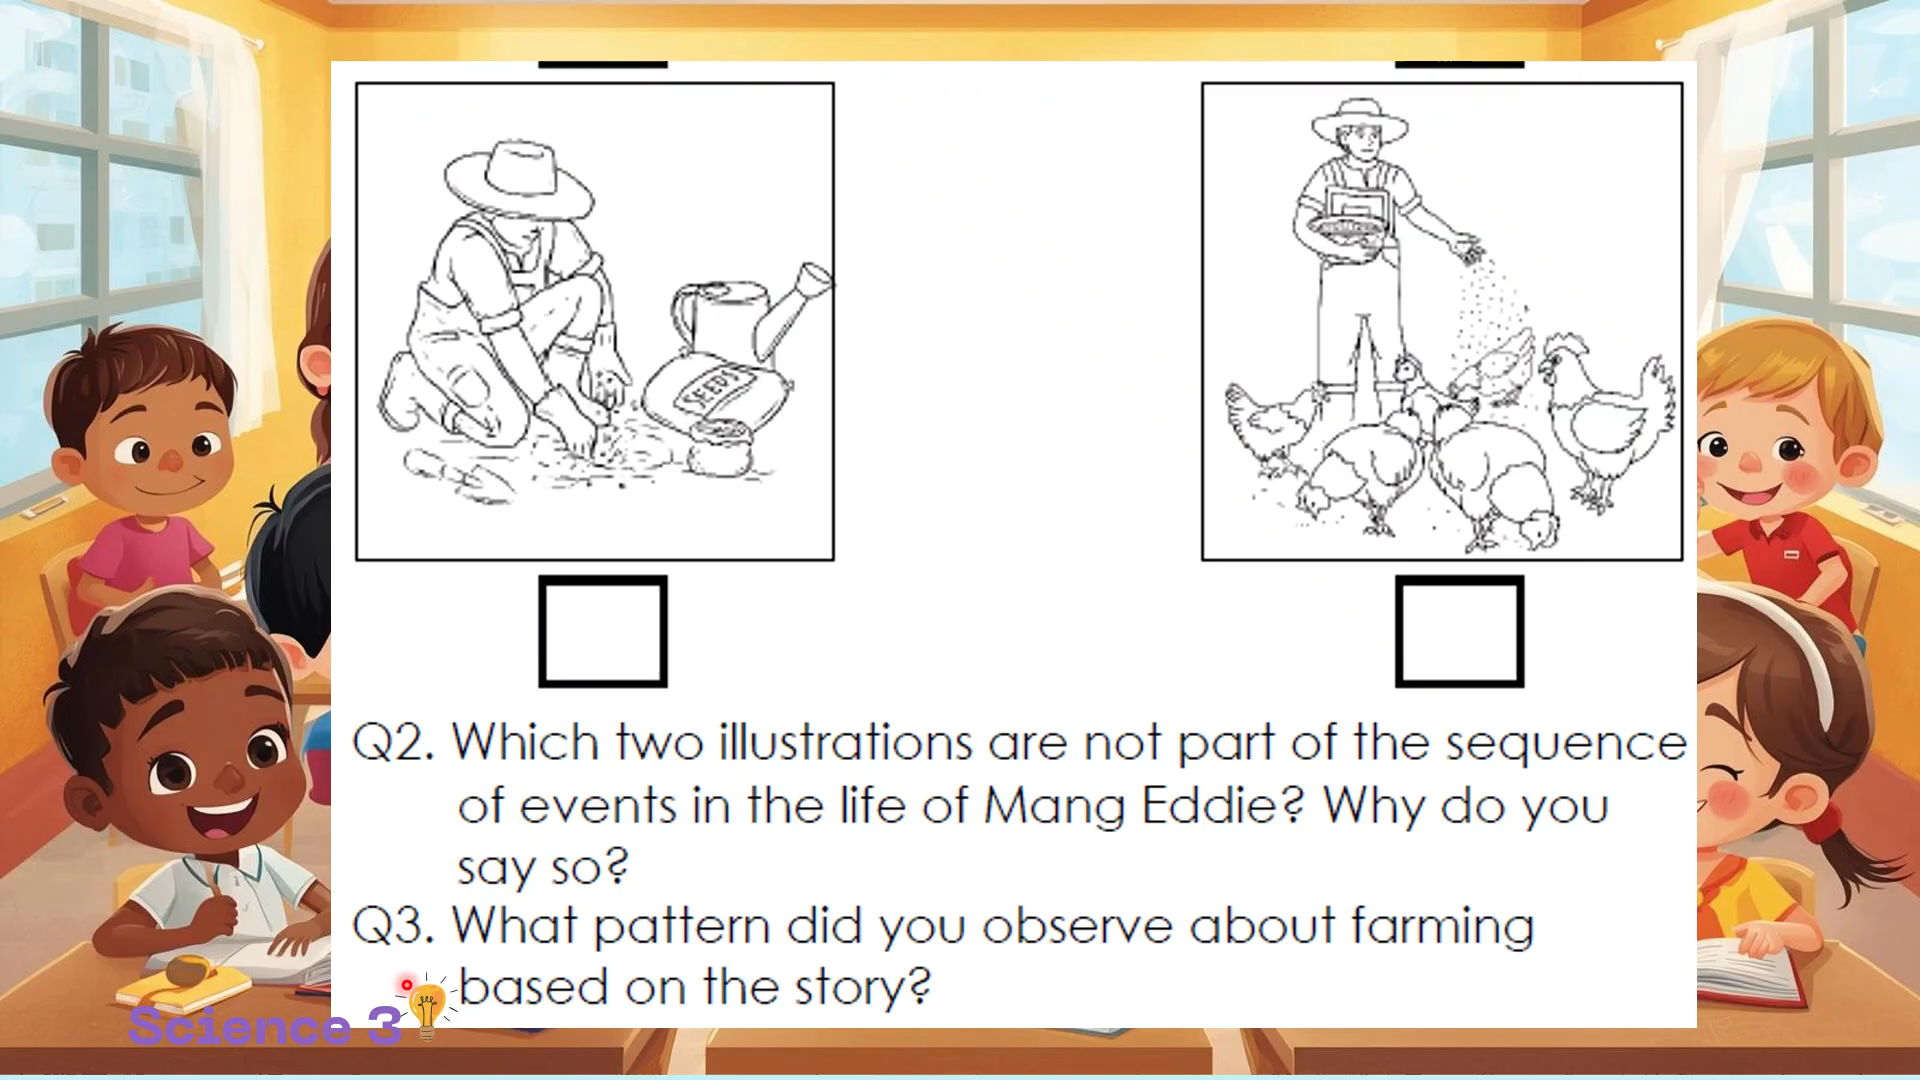 SEEDS
Q2. Which two illustrations are not part of the sequence
of events in the life of Mang Eddie? Why do you
say so?
Q3. What pattern did you observe about farming
based on the story?
Science 3